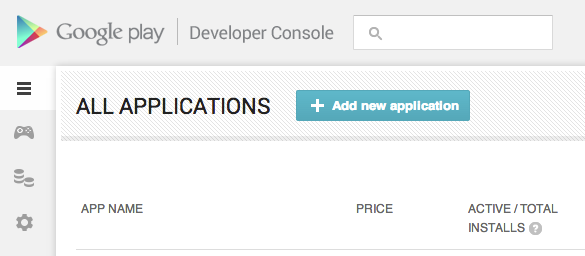 Google play | Developer Console
ALL APPLICATIONS
+ Add new application
APP NAME
PRICE
ACTIVE / TOTAL
INSTALLS ?